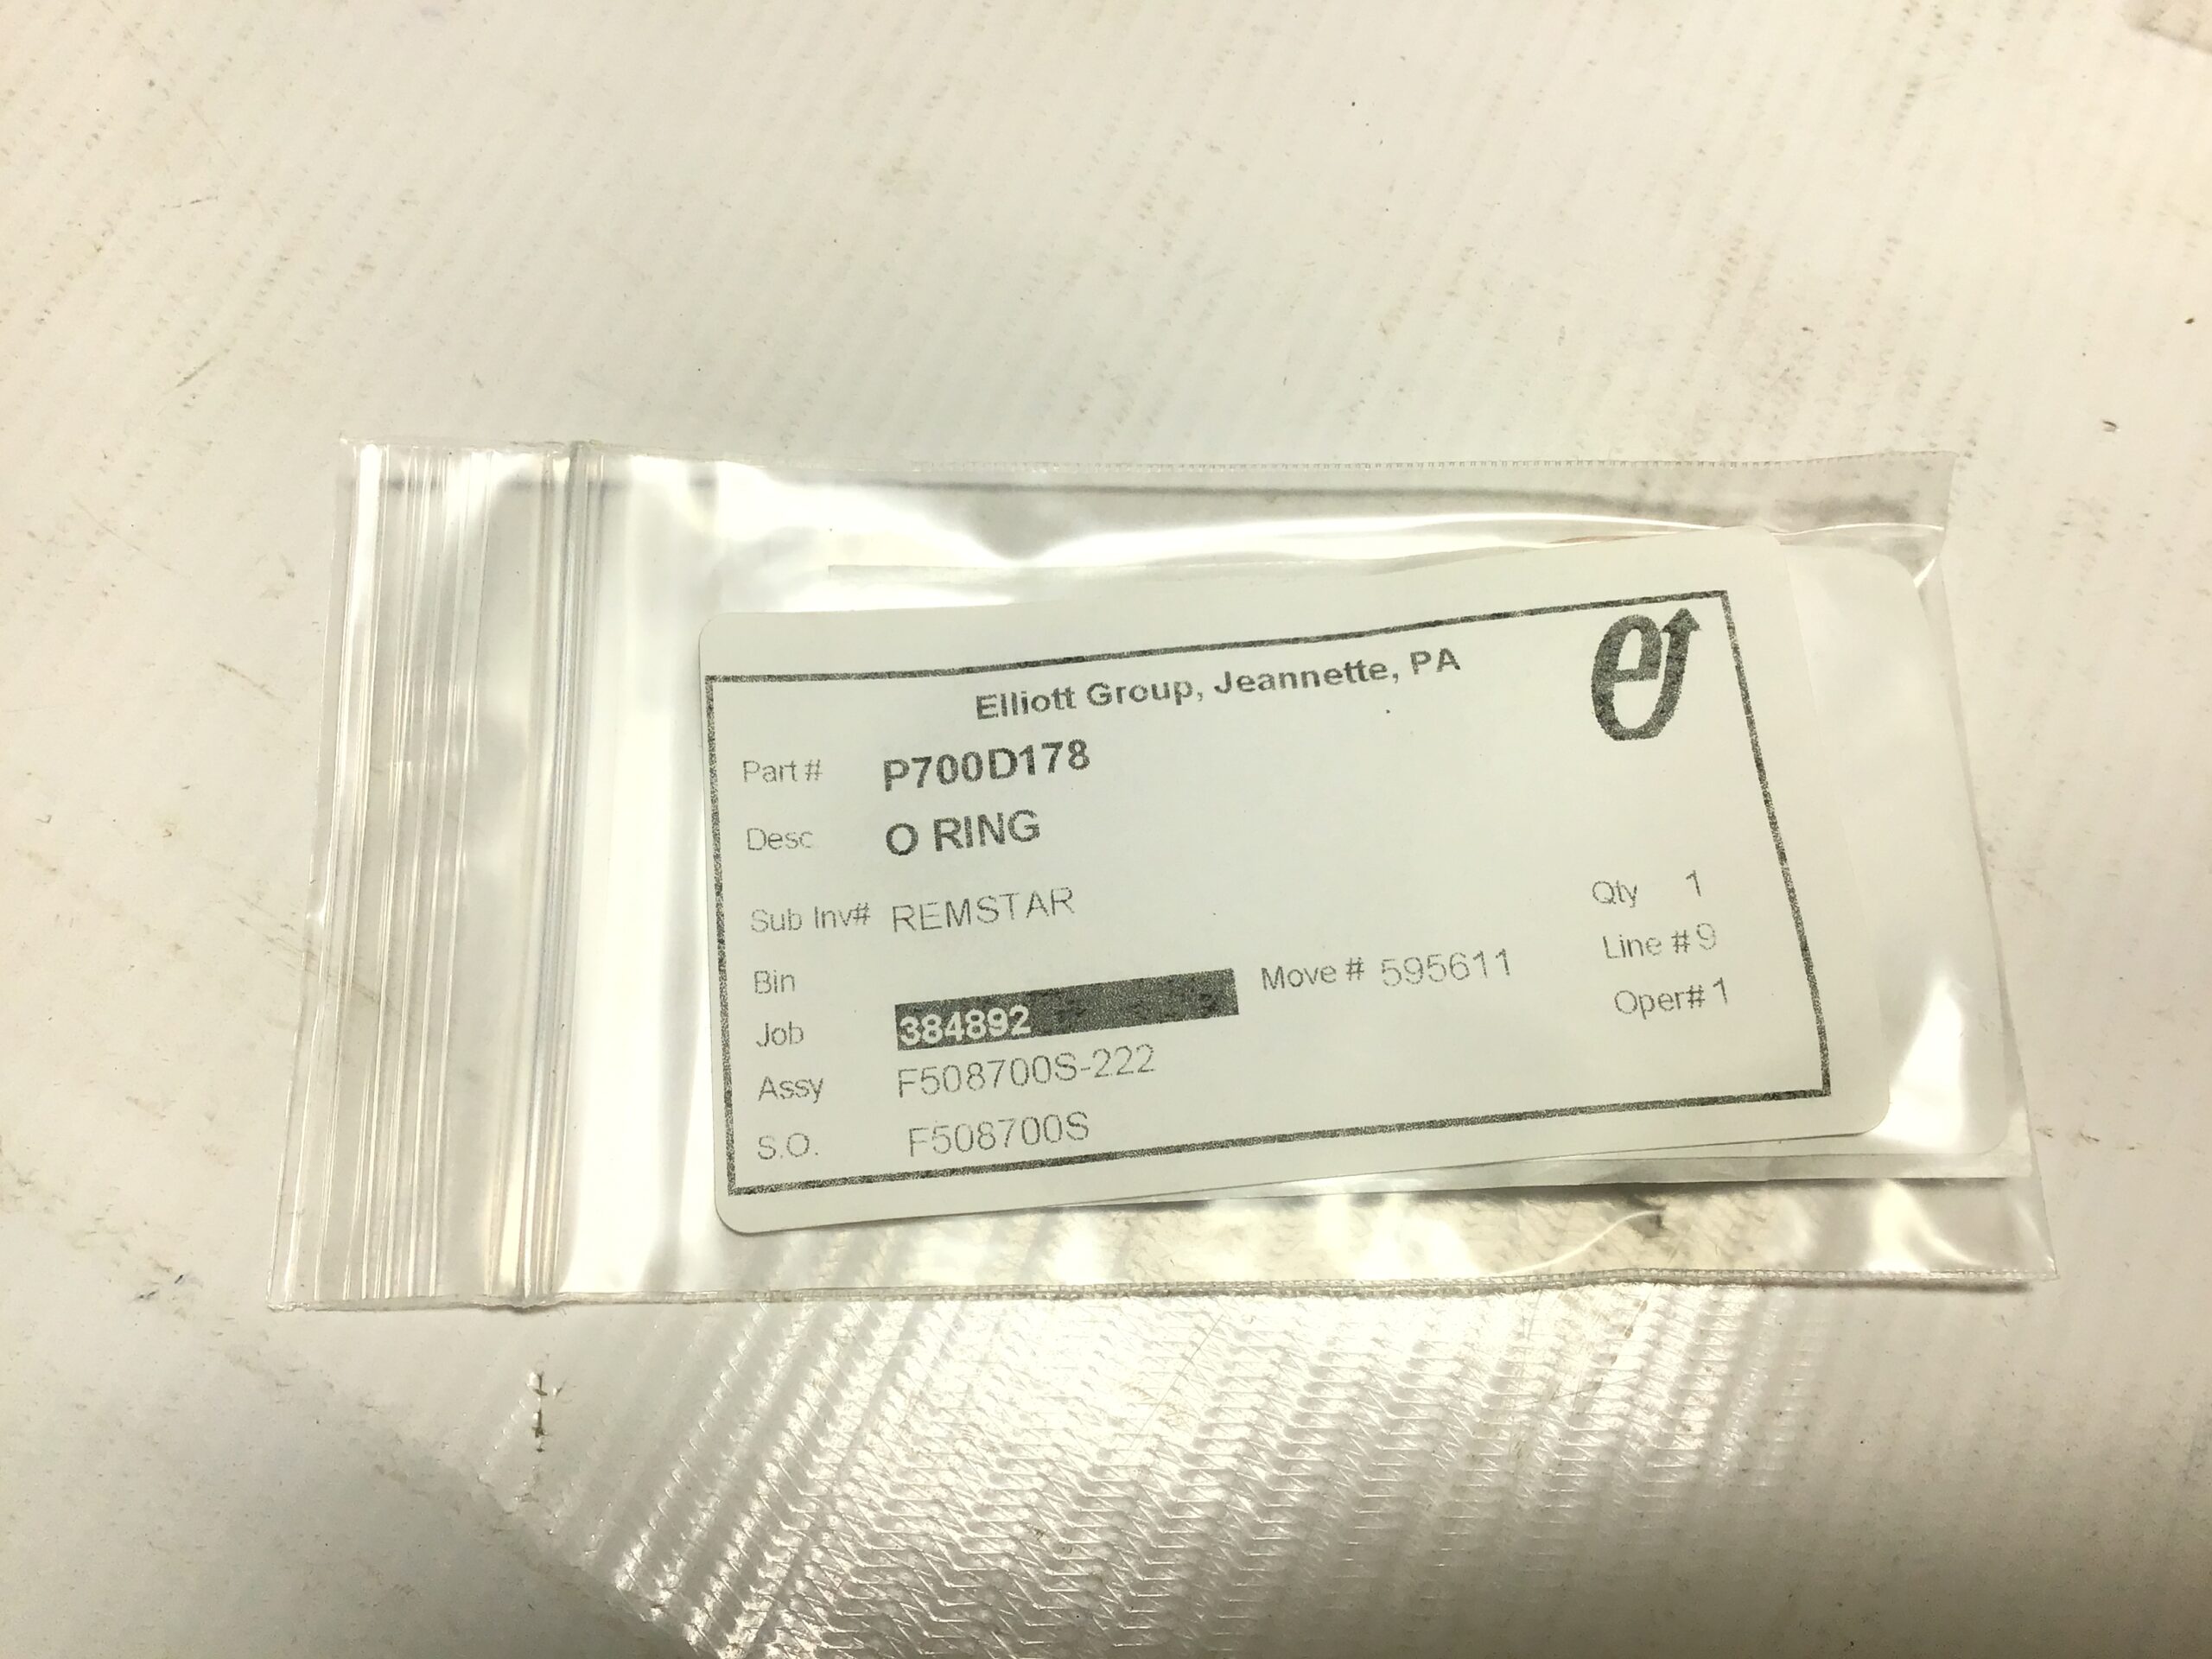 Elliott Group, Jeannette, PA
ej
Part # P700D178
Desc O RING
Sub Inv# REMSTAR Qty 1
Bin Move # 595611 Line # 9
Job 384892 Oper# 1
Assy F508700S-222
S.O. F508700S